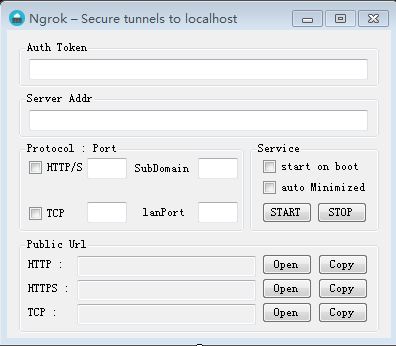 Ngrok – Secure tunnels to localhost
Auth Token
Server Addr
Protocol : Port
Service
HTTP/S SubDomain
start on boot
auto Minimized
TCP lanPort
START STOP
Public Url
HTTP : Open Copy
HTTPS : Open Copy
TCP : Open Copy